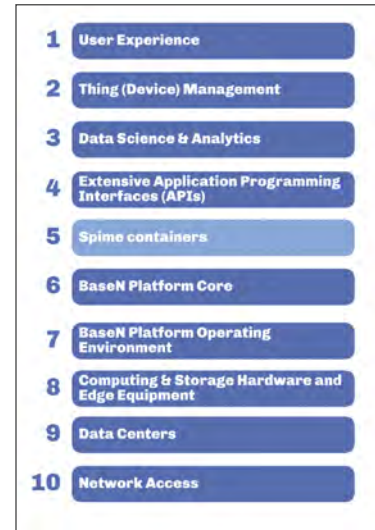 1 User Experience
2 Thing (Device) Management
3 Data Science & Analytics
4 Extensive Application Programming
Interfaces (APIs)
5 Spime containers
6 BaseN Platform Core
7 BaseN Platform Operating
Environment
8 Computing & Storage Hardware and
Edge Equipment
9 Data Centers
10 Network Access